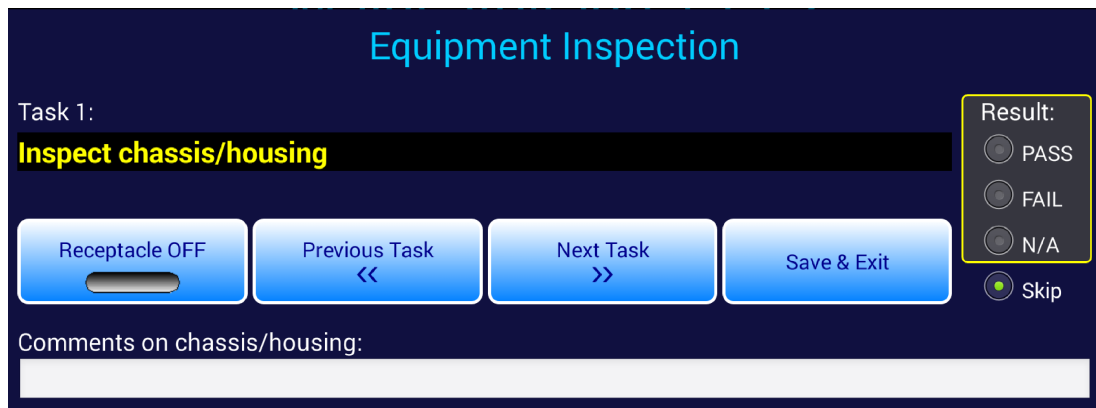 Equipment Inspection
Task 1:
Inspect chassis/housing
Result:
PASS
FAIL
N/A
Skip
Receptacle OFF
Previous Task
<<
Next Task
>>
Save & Exit
Comments on chassis/housing: